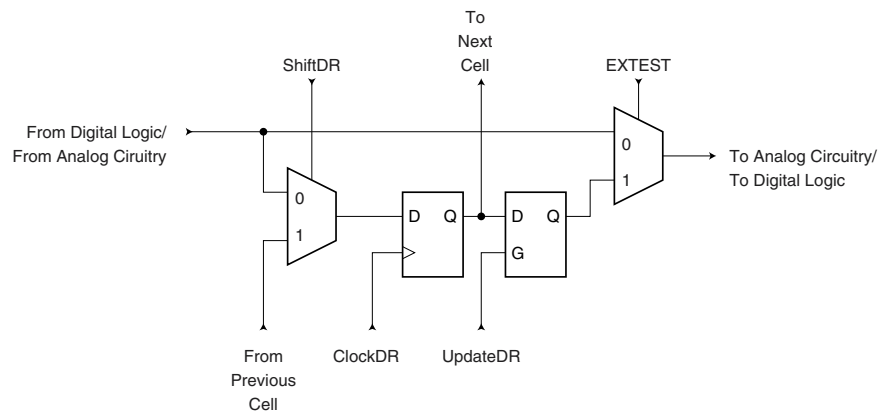 To
Next
Cell
ShiftDR
EXTEST
From Digital Logic/
From Analog Ciruitry
0
1
D Q
D Q
G
0
1
To Analog Circuitry/
To Digital Logic
From
Previous
Cell
ClockDR
UpdateDR